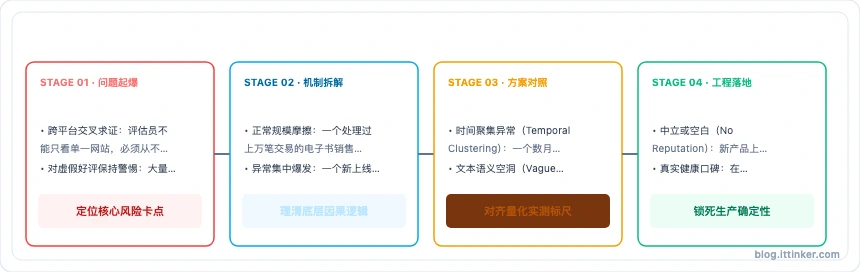 STAGE 01 · 问题起爆
• 跨平台交叉求证：评估员不
能只看单一网站，必须从不...
• 对虚假好评保持警惕：大量...
定位核心风险卡点
STAGE 02 · 机制拆解
• 正常规模摩擦：一个处理过
上万笔交易的电子书销售...
• 异常集中爆发：一个新上线...
理清底层因果逻辑
STAGE 03 · 方案对照
• 时间聚集异常（Temporal
Clustering）：一个数月...
• 文本语义空洞（Vague...
对齐量化实测标尺
STAGE 04 · 工程落地
• 中立或空白（No
Reputation）：新产品上...
• 真实健康口碑：在...
锁死生产确定性
blog.lttinker.com